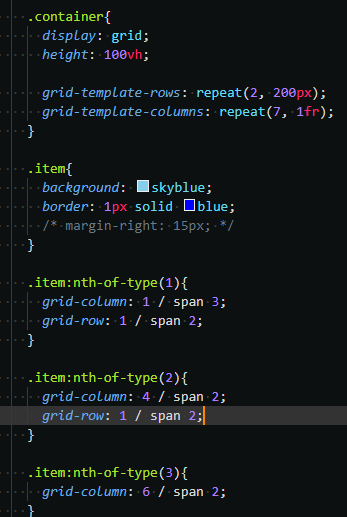 .container{
display: grid;
height: 100vh;
grid-template-rows: repeat(2, 200px);
grid-template-columns: repeat(7, 1fr);
}
.item{
background: skyblue;
border: 1px solid blue;
/* margin-right: 15px; */
}
.item:nth-of-type(1){
grid-column: 1 / span 3;
grid-row: 1 / span 2;
}
.item:nth-of-type(2){
grid-column: 4 / span 2;
grid-row: 1 / span 2;
}
.item:nth-of-type(3){
grid-column: 6 / span 2;
}